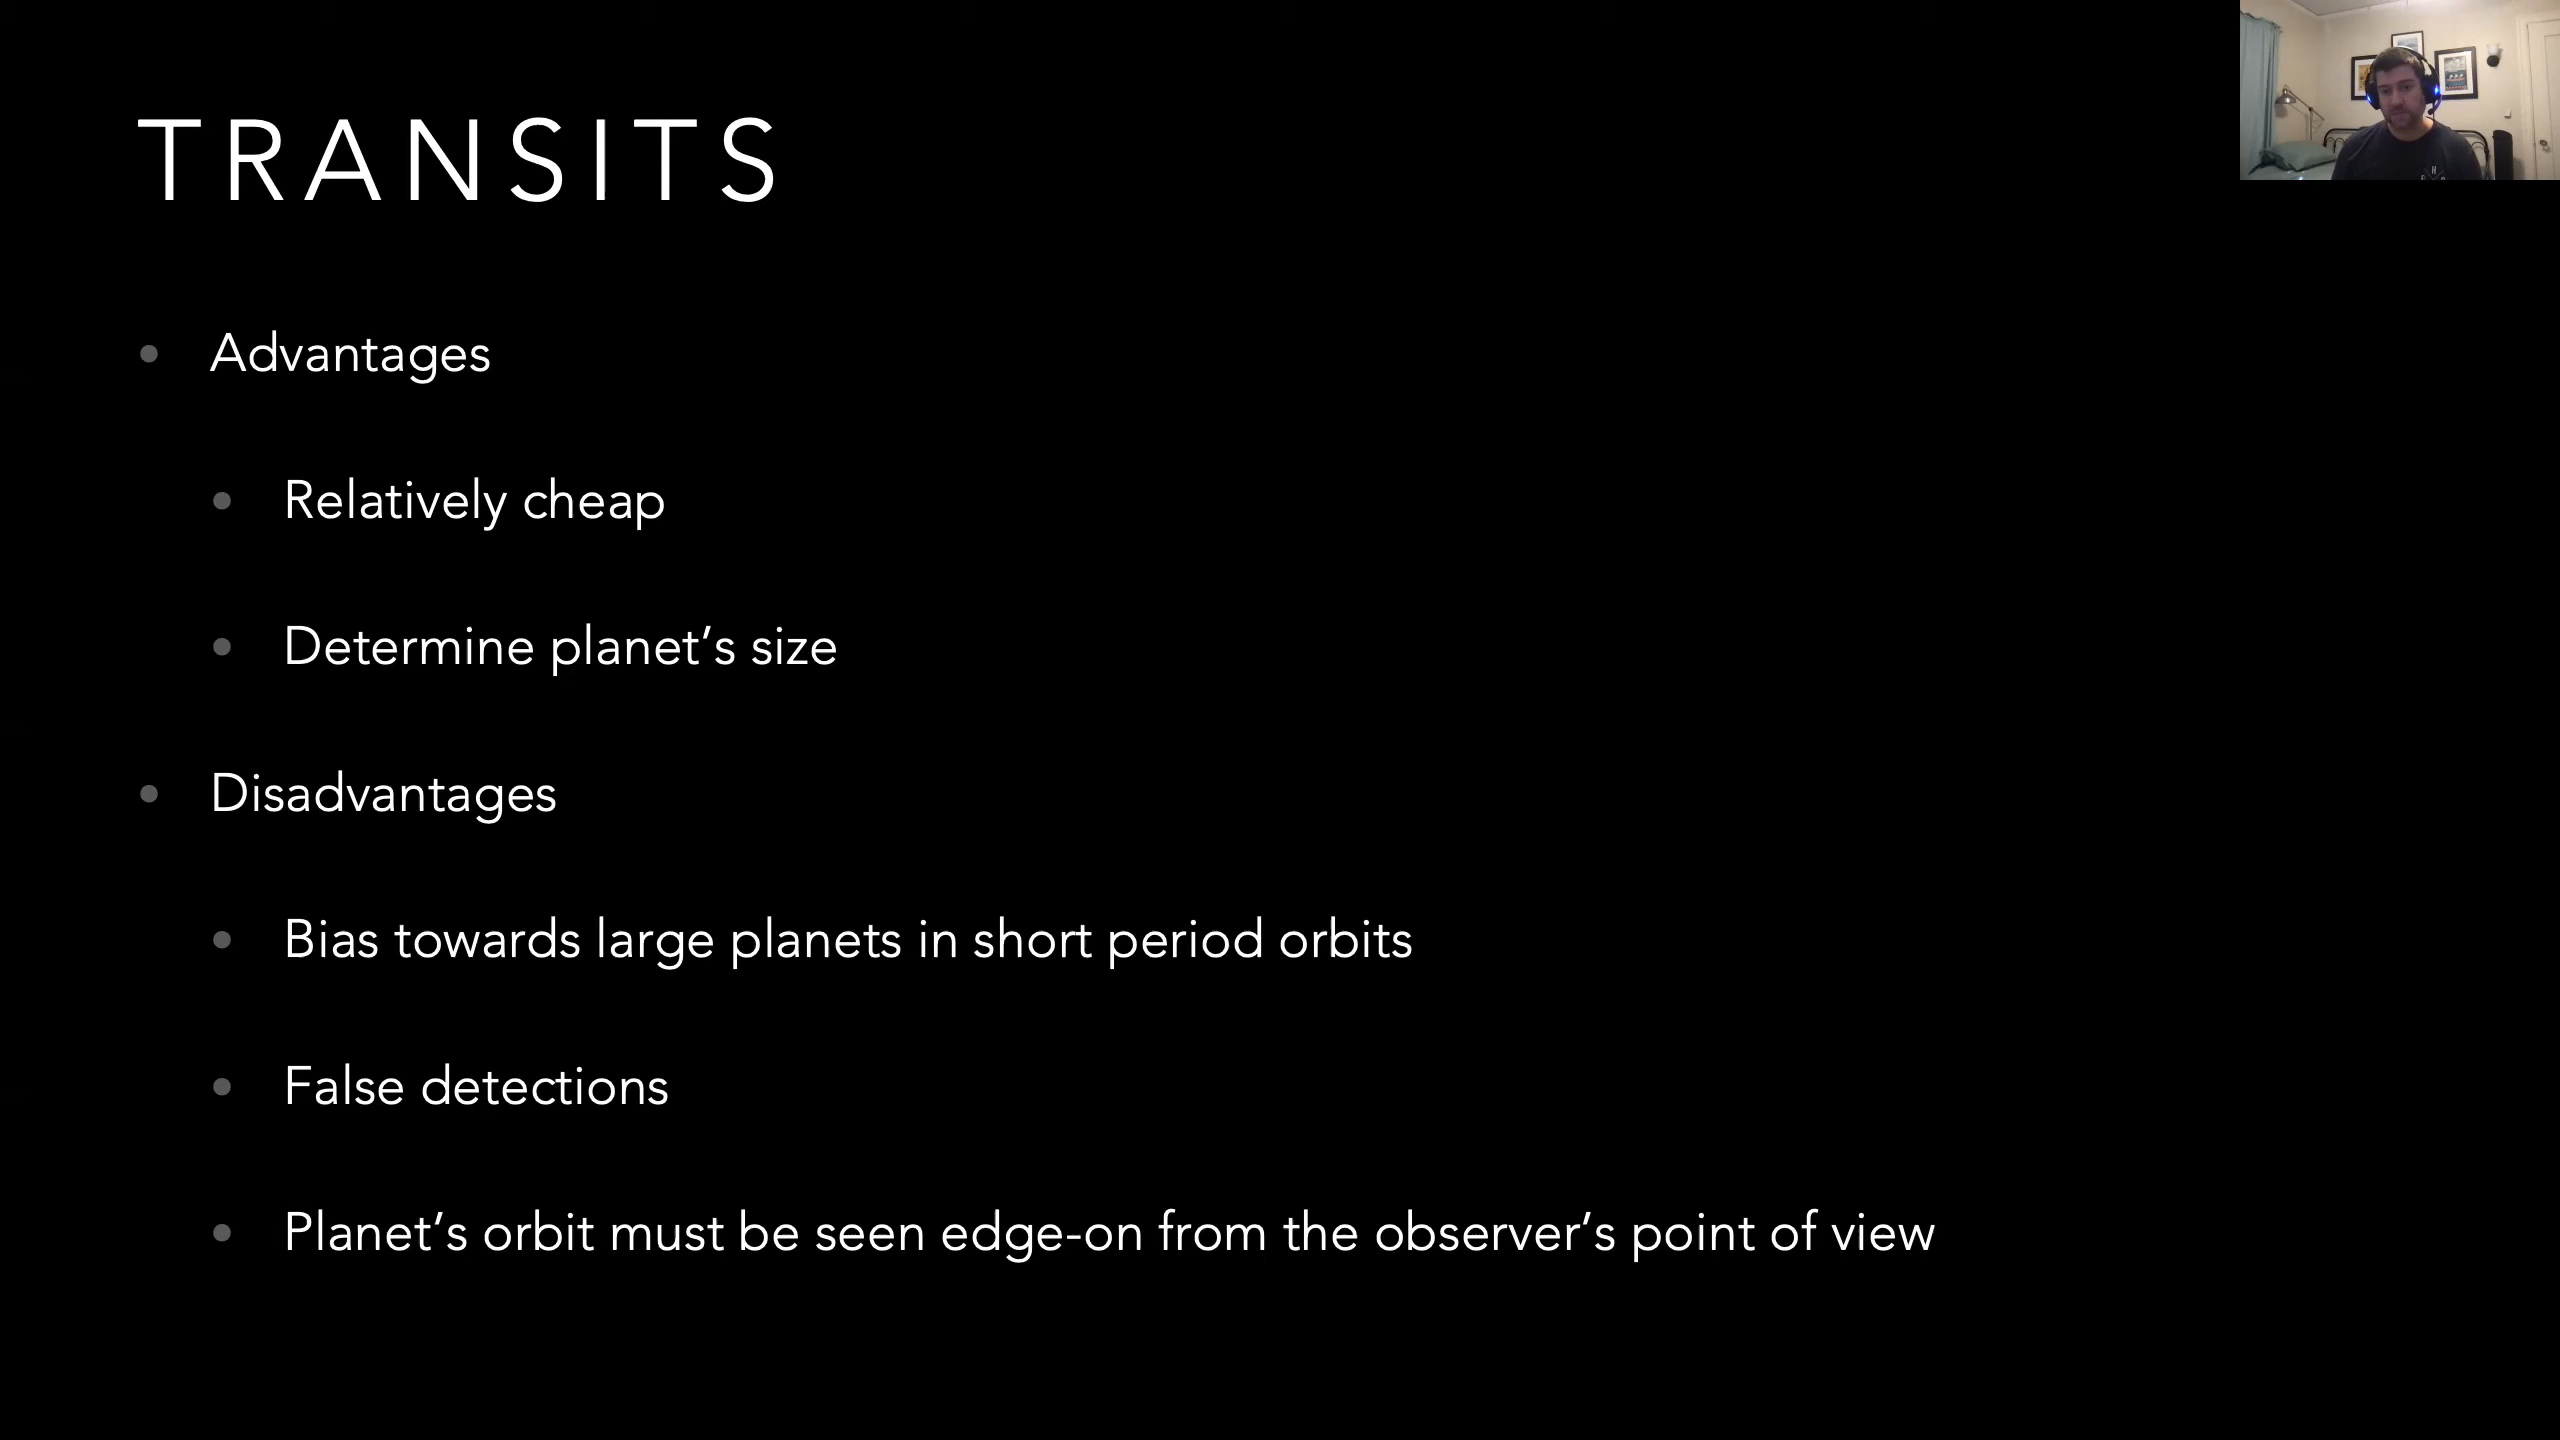 TRANSITS
Advantages
Relatively cheap
Determine planet’s size
Disadvantages
Bias towards large planets in short period orbits
False detections
Planet’s orbit must be seen edge-on from the observer’s point of view